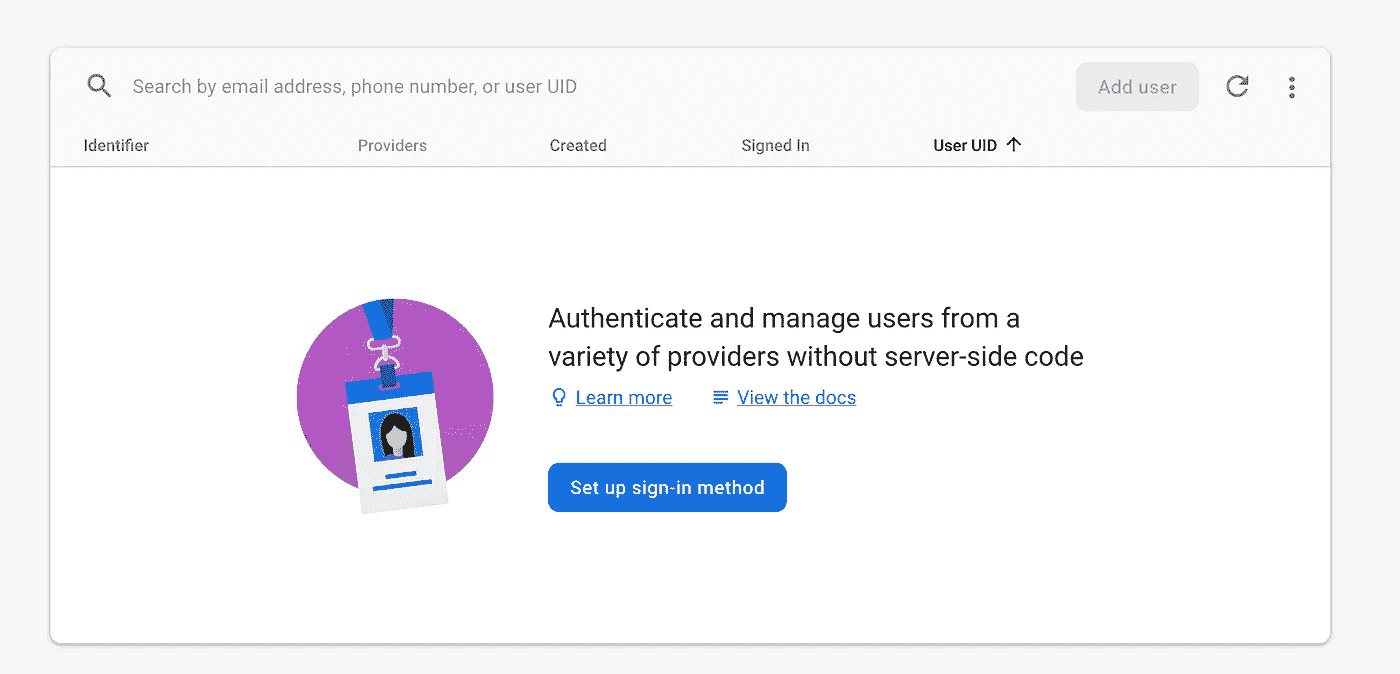 Search by email address, phone number, or user UID
Add user
Identifier
Providers
Created
Signed In
User UID
Authenticate and manage users from a
variety of providers without server-side code
Learn more
View the docs
Set up sign-in method